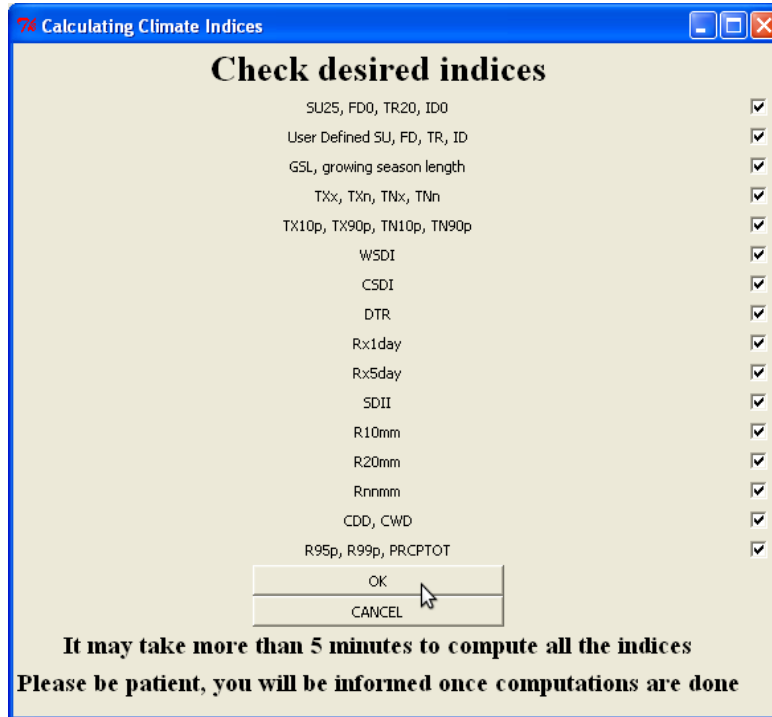 Calculating Climate Indices
Check desired indices
SU25, FD0, TR20, ID0
User Defined SU, FD, TR, ID
GSL, growing season length
TXx, TXn, TNx, TNn
TX10p, TX90p, TN10p, TN90p
WSDI
CSDI
DTR
Rx1day
Rx5day
SDII
R10mm
R20mm
Rnnmm
CDD, CWD
R95p, R99p, PRCPTOT
OK
CANCEL
It may take more than 5 minutes to compute all the indices
Please be patient, you will be informed once computations are done